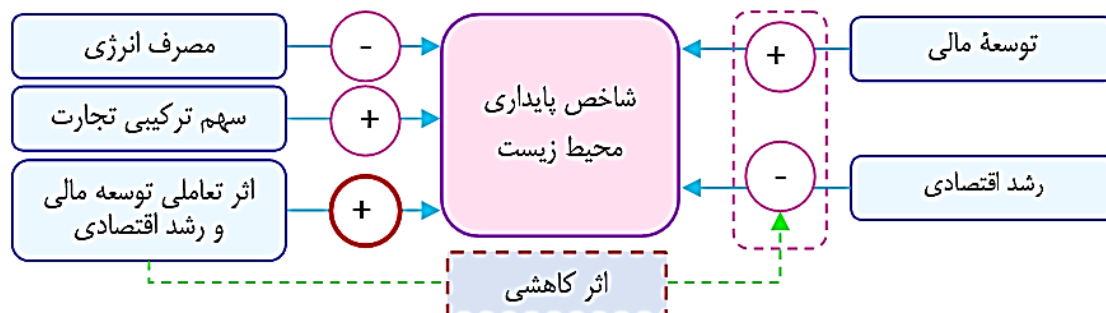 توسعهٔ مالی
+
رشد اقتصادی
-
شاخص پایداری
محیط زیست
مصرف انرژی
-
سهم ترکیبی تجارت
+
اثر تعاملی توسعه مالی
و رشد اقتصادی
+
اثر کاهشی